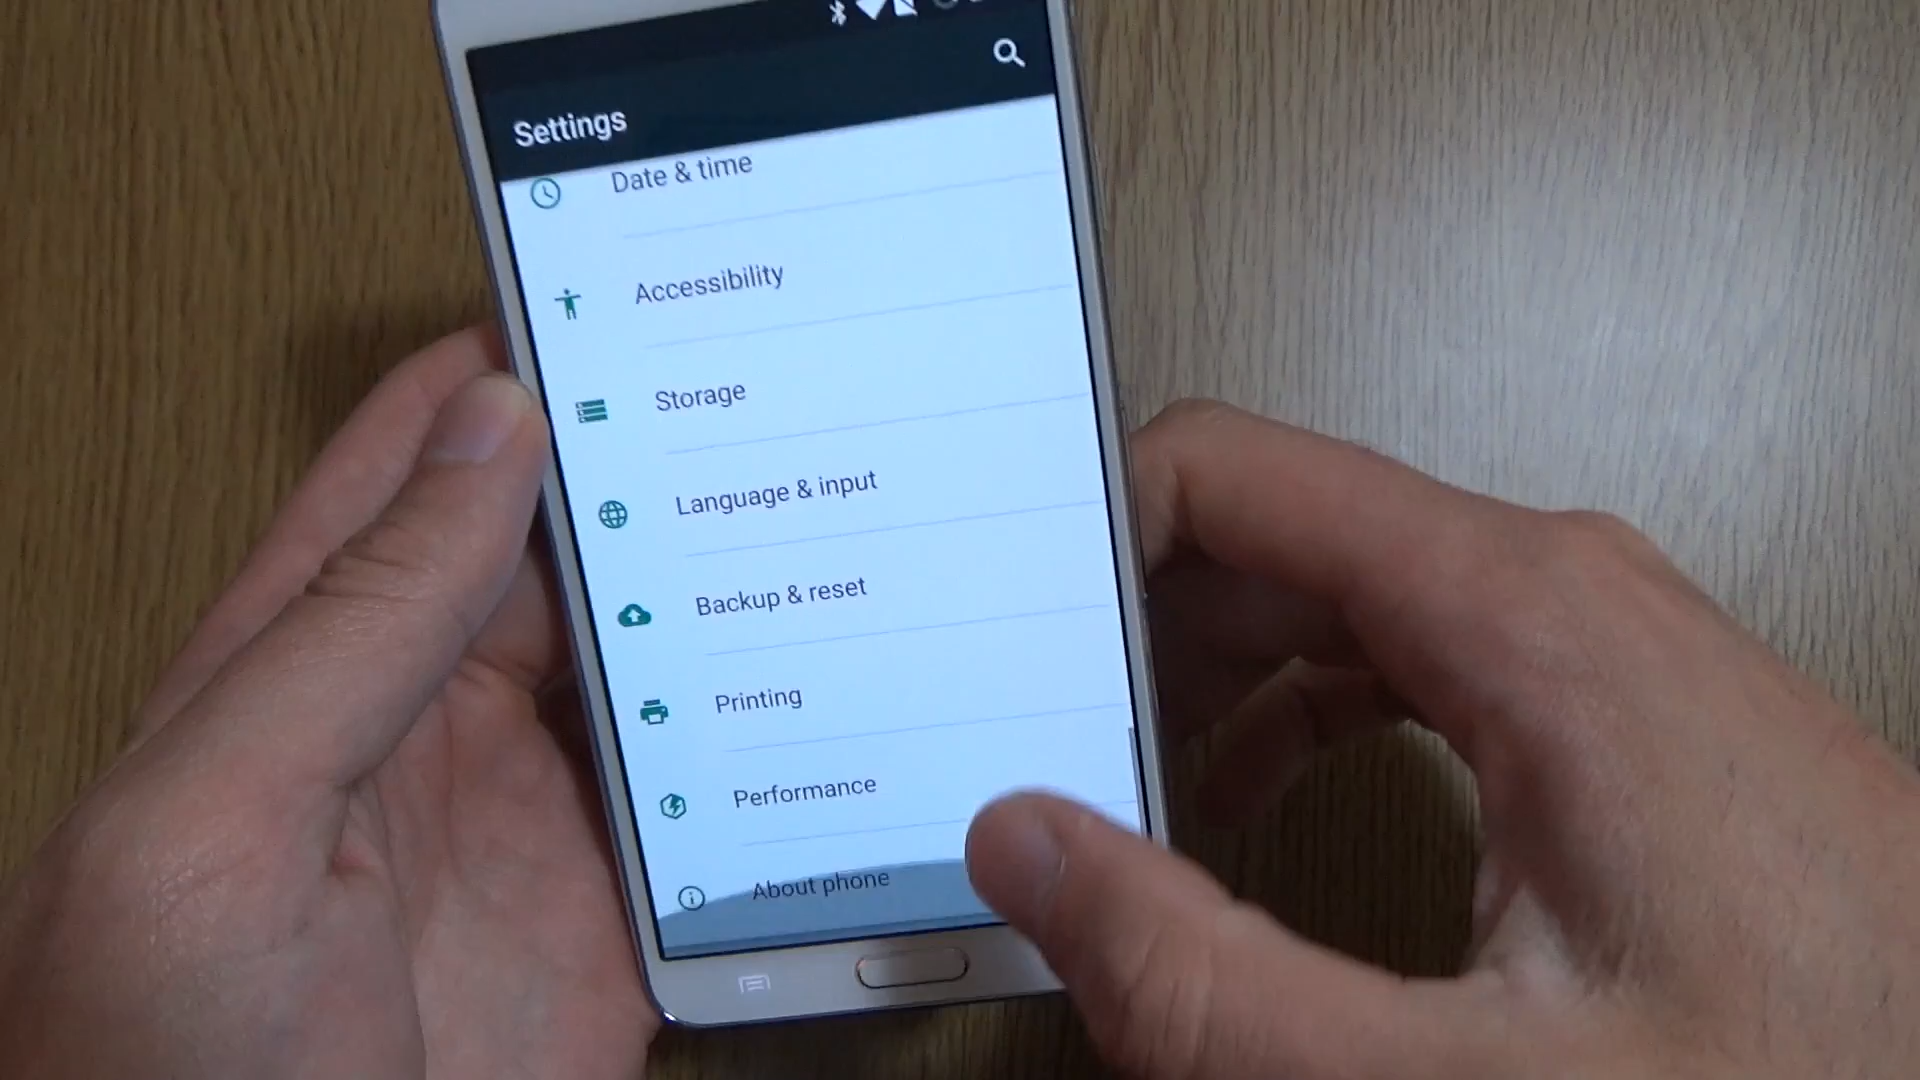 Settings
Date & time
Accessibility
Storage
Language & input
Backup & reset
Printing
Performance
About phone